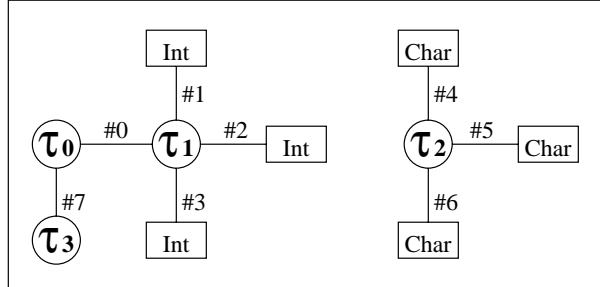 Int Char
#1 #4
τ0 #0 τ1 #2 Int τ2 #5 Char
#7 #3 #6
τ3 Int Char